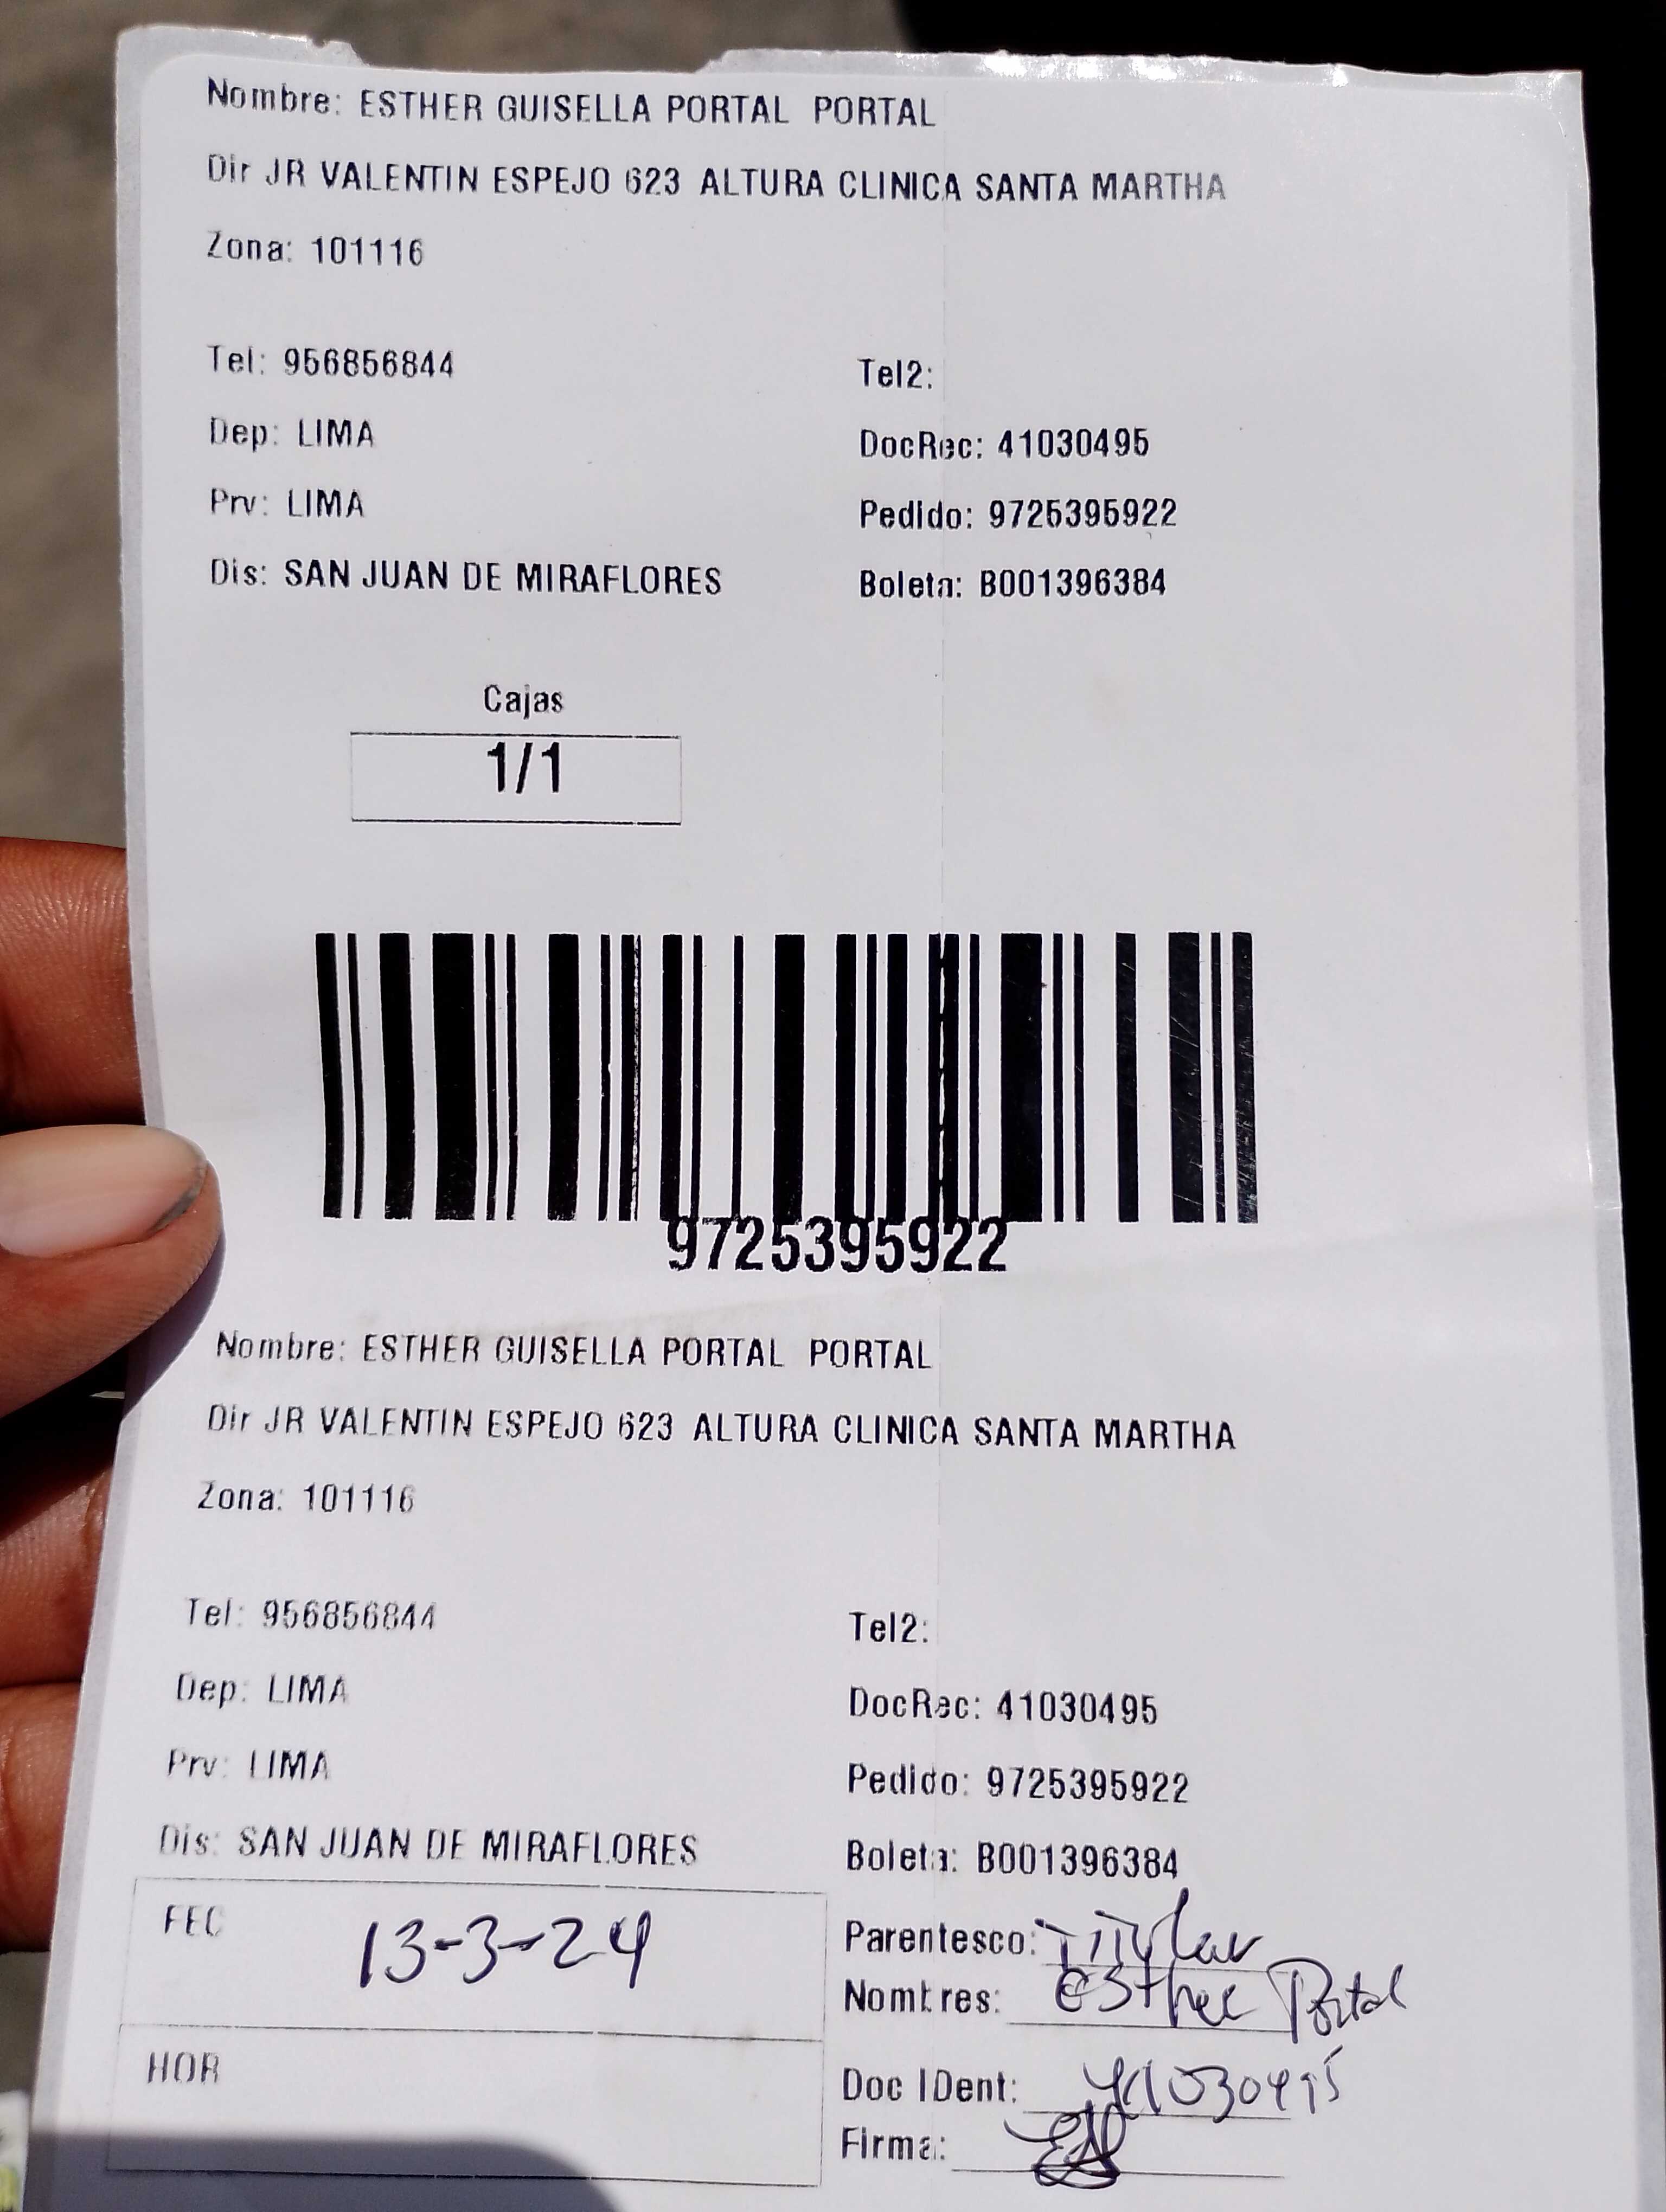 Nombre: ESTHER GUISELLA PORTAL PORTAL
Dir JR VALENTIN ESPEJO 623 ALTURA CLINICA SANTA MARTHA
Zona: 101116
Tel: 956856844 Tel2:
Dep: LIMA DocRec: 41030495
Prv: LIMA Pedido: 9725395922
Dis: SAN JUAN DE MIRAFLORES Boleta: B001396384
Cajas
1/1
9725395922
Nombre: ESTHER GUISELLA PORTAL PORTAL
Dir JR VALENTIN ESPEJO 623 ALTURA CLINICA SANTA MARTHA
Zona: 101116
Tel: 956856844 Tel2:
Dep: LIMA DocRec: 41030495
Prv: LIMA Pedido: 9725395922
Dis: SAN JUAN DE MIRAFLORES Boleta: B001396384
FEC 13-3-24 Parentesco: Titular
Nombres: Esther Portal
HOR Doc IDent: 41030495
Firma: